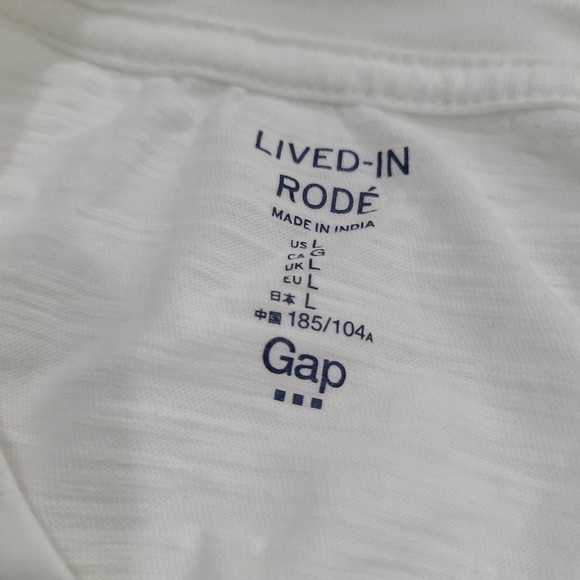 LIVED-IN
RODÉ
MADE IN INDIA
US L
CA G
UK L
EU L
日本 L
中国 185/104A
Gap